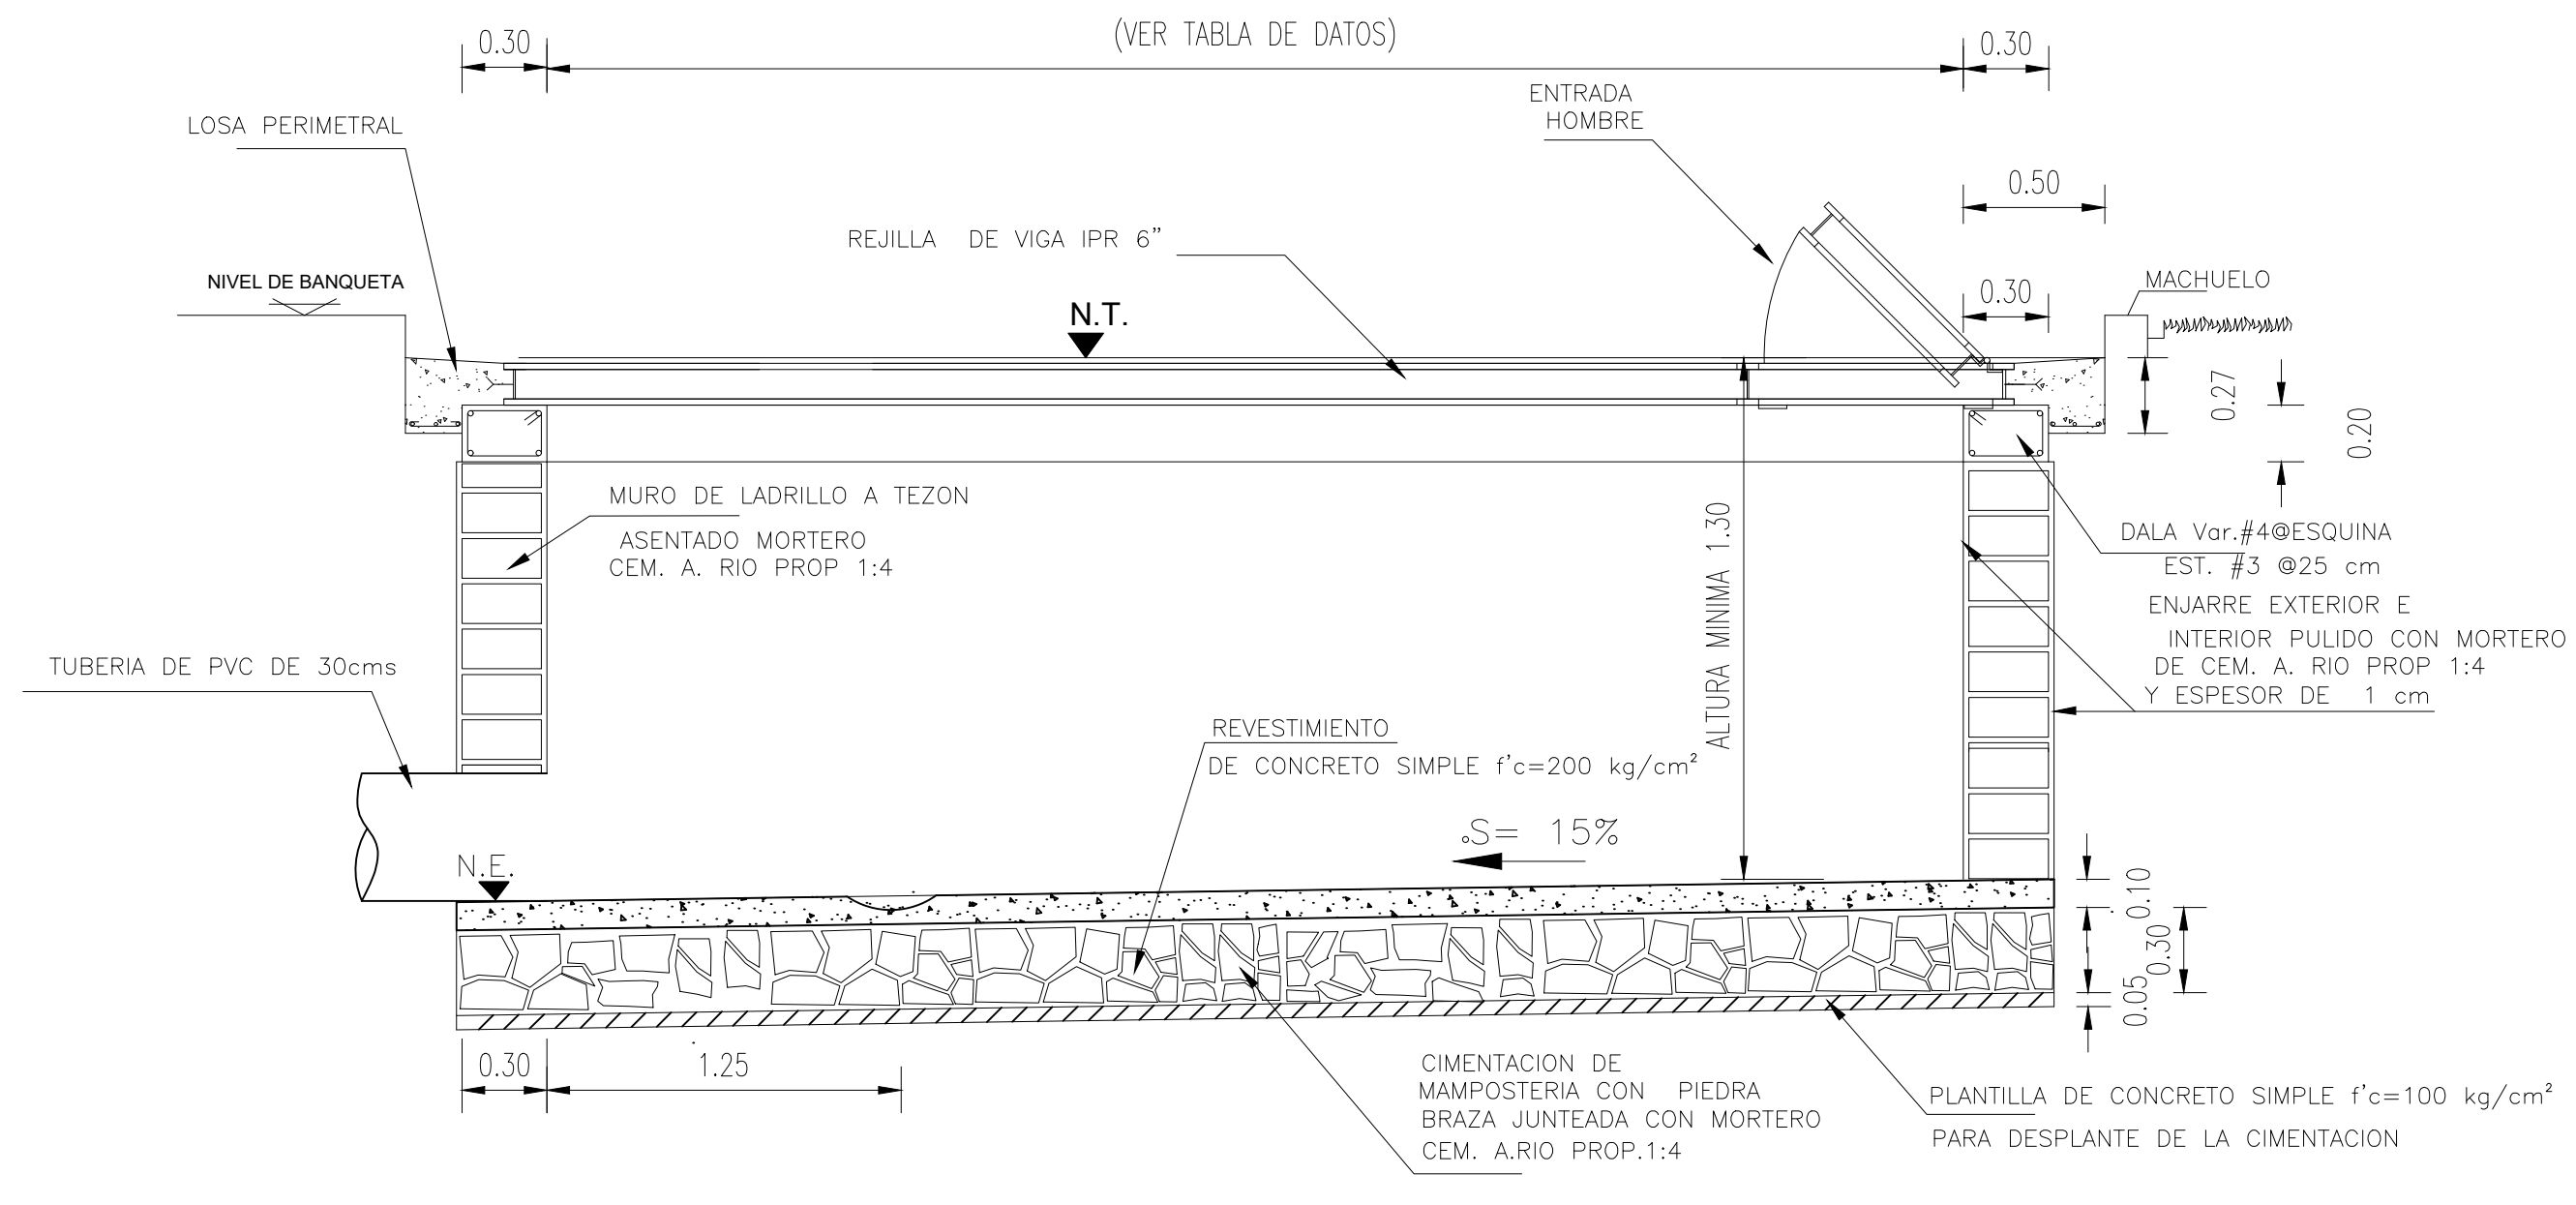 (VER TABLA DE DATOS)
0.30
0.30
ENTRADA
HOMBRE
LOSA PERIMETRAL
0.50
REJILLA DE VIGA IPR 6”
NIVEL DE BANQUETA
N.T.
0.30
MACHUELO
0.27
0.20
MURO DE LADRILLO A TEZON
ASENTADO MORTERO
CEM. A. RIO PROP 1:4
ALTURA MINIMA 1.30
DALA Var.#4@ESQUINA
EST. #3 @25 cm
ENJARRE EXTERIOR E
INTERIOR PULIDO CON MORTERO
DE CEM. A. RIO PROP 1:4
Y ESPESOR DE 1 cm
TUBERIA DE PVC DE 30cms
REVESTIMIENTO
DE CONCRETO SIMPLE f'c=200 kg/cm²
S= 15%
N.E.
0.10
0.30
0.05
0.30
1.25
CIMENTACION DE
MAMPOSTERIA CON PIEDRA
BRAZA JUNTEADA CON MORTERO
CEM. A.RIO PROP.1:4
PLANTILLA DE CONCRETO SIMPLE f'c=100 kg/cm²
PARA DESPLANTE DE LA CIMENTACION